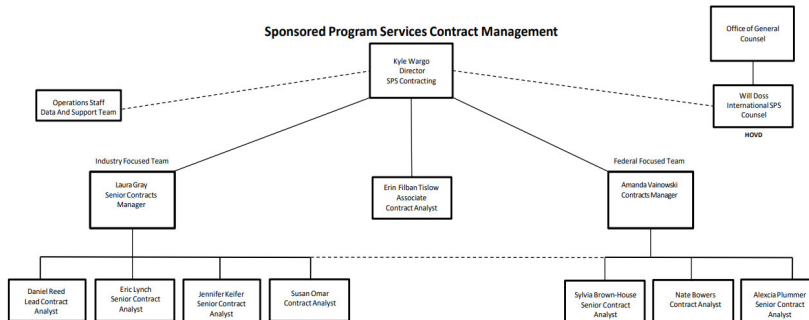 Sponsored Program Services Contract Management
Office of General
Counsel
Kyle Wargo
Director
SPS Contracting
Operations Staff
Data And Support Team
Will Doss
International SPS
Counsel
HOVD
Industry Focused Team
Federal Focused Team
Laura Gray
Senior Contracts
Manager
Erin Filban Tislow
Associate
Contract Analyst
Amanda Vainowski
Contracts Manager
Daniel Reed
Lead Contract
Analyst
Eric Lynch
Senior Contract
Analyst
Jennifer Keifer
Senior Contract
Analyst
Susan Omar
Contract Analyst
Sylvia Brown-House
Senior Contract
Analyst
Nate Bowers
Contract Analyst
Alexcia Plummer
Senior Contract
Analyst